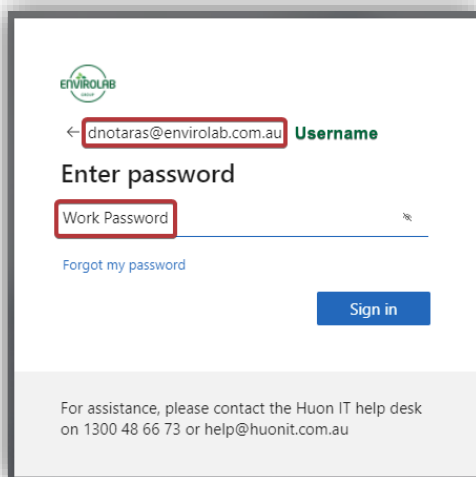 ENVIROLAB
GROUP
← dnotaras@envirolab.com.au Username
Enter password
Work Password
Forgot my password
Sign in
For assistance, please contact the Huon IT help desk
on 1300 48 66 73 or help@huonit.com.au